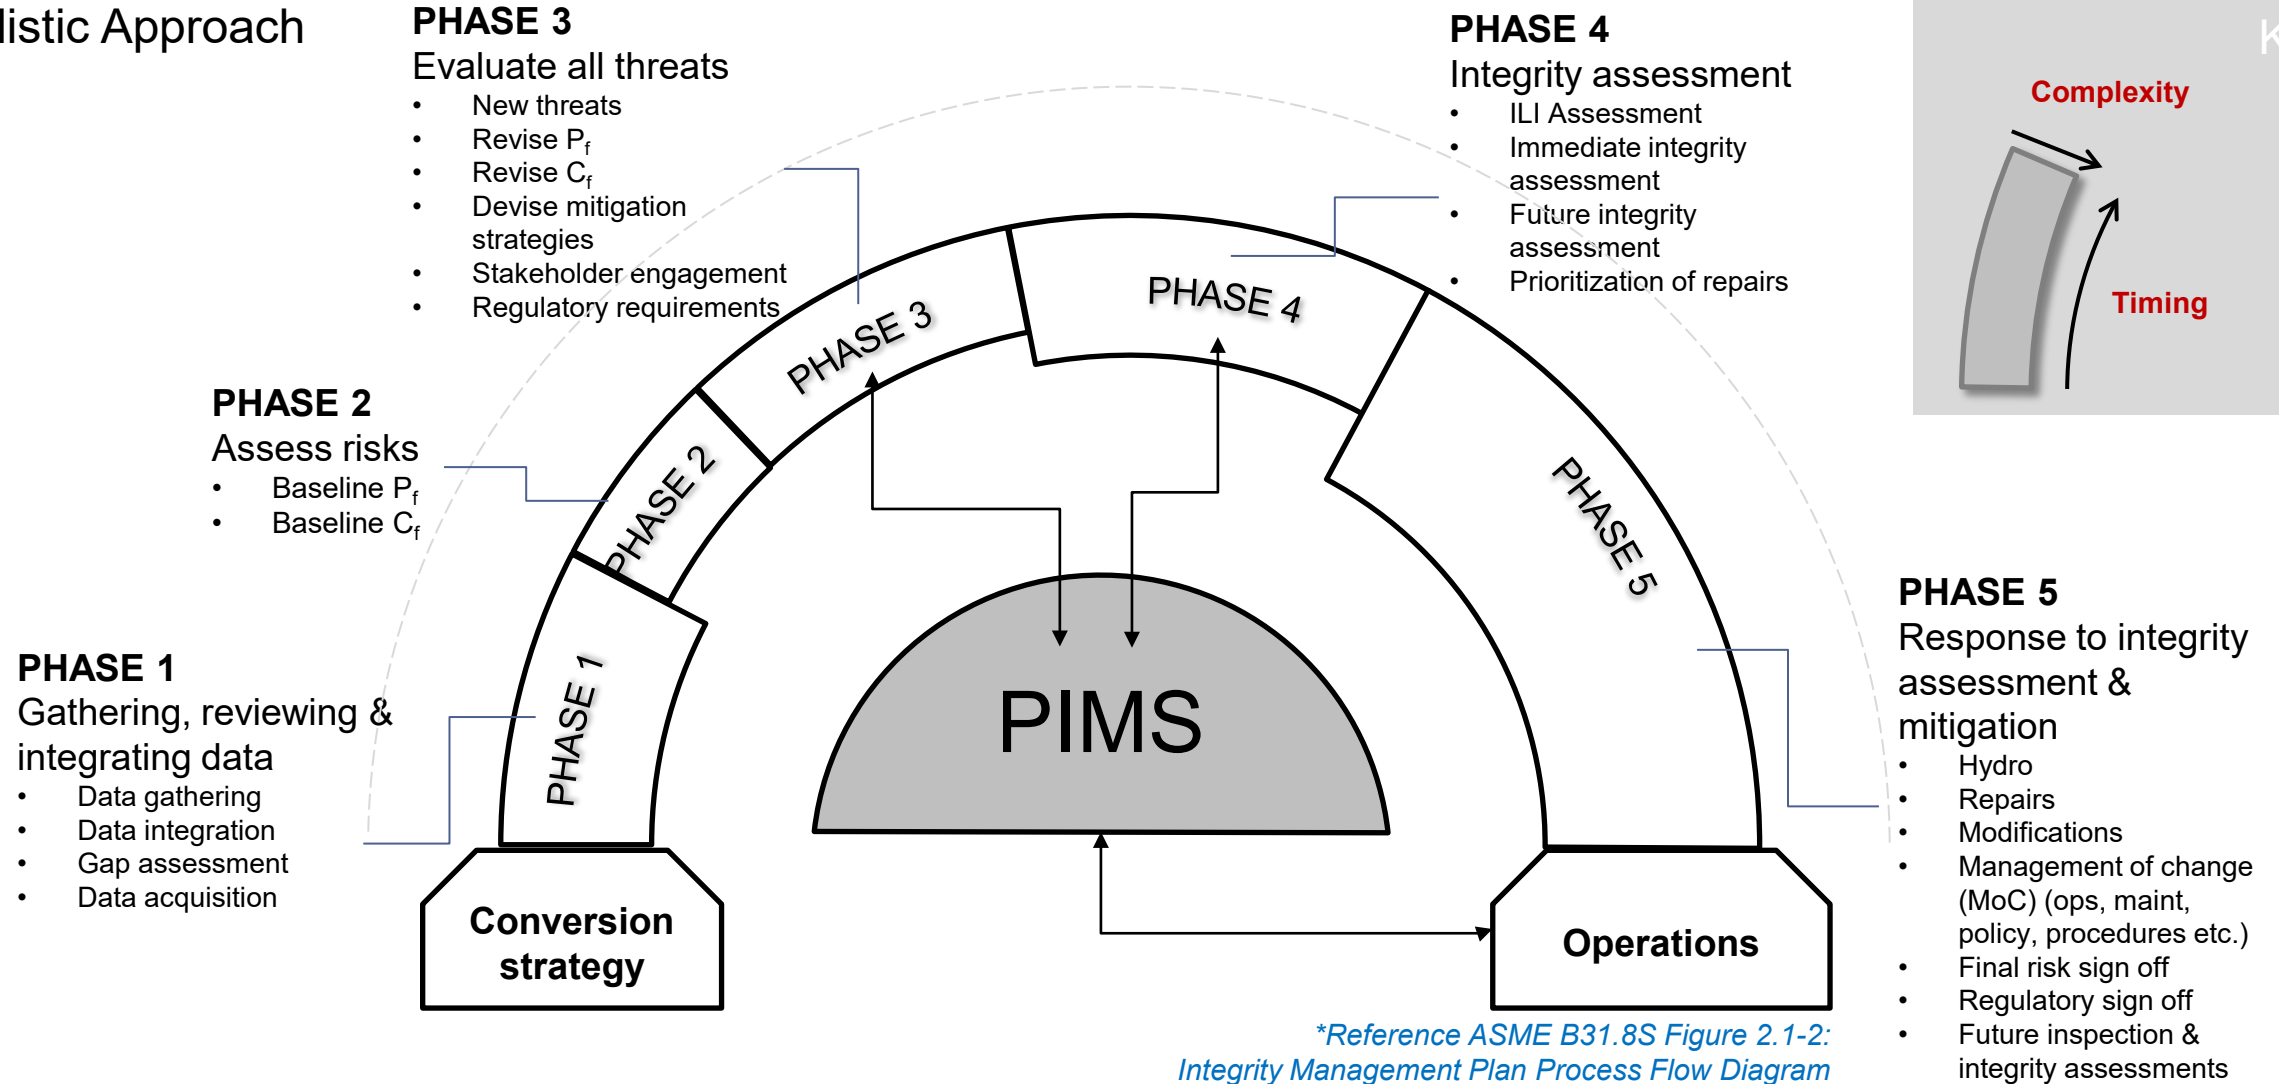 listic Approach
PHASE 3
Evaluate all threats
• New threats
• Revise Pf
• Revise Cf
• Devise mitigation
strategies
• Stakeholder engagement
• Regulatory requirements
PHASE 4
Integrity assessment
• ILI Assessment
• Immediate integrity
assessment
• Future integrity
assessment
• Prioritization of repairs
K
Complexity
Timing
PHASE 2
Assess risks
• Baseline Pf
• Baseline Cf
PHASE 1
Gathering, reviewing &
integrating data
• Data gathering
• Data integration
• Gap assessment
• Data acquisition
PHASE 1
PHASE 2
PHASE 3
PHASE 4
PHASE 5
PIMS
Conversion
strategy
Operations
PHASE 5
Response to integrity
assessment &
mitigation
• Hydro
• Repairs
• Modifications
• Management of change
(MoC) (ops, maint,
policy, procedures etc.)
• Final risk sign off
• Regulatory sign off
• Future inspection &
integrity assessments
*Reference ASME B31.8S Figure 2.1-2:
Integrity Management Plan Process Flow Diagram